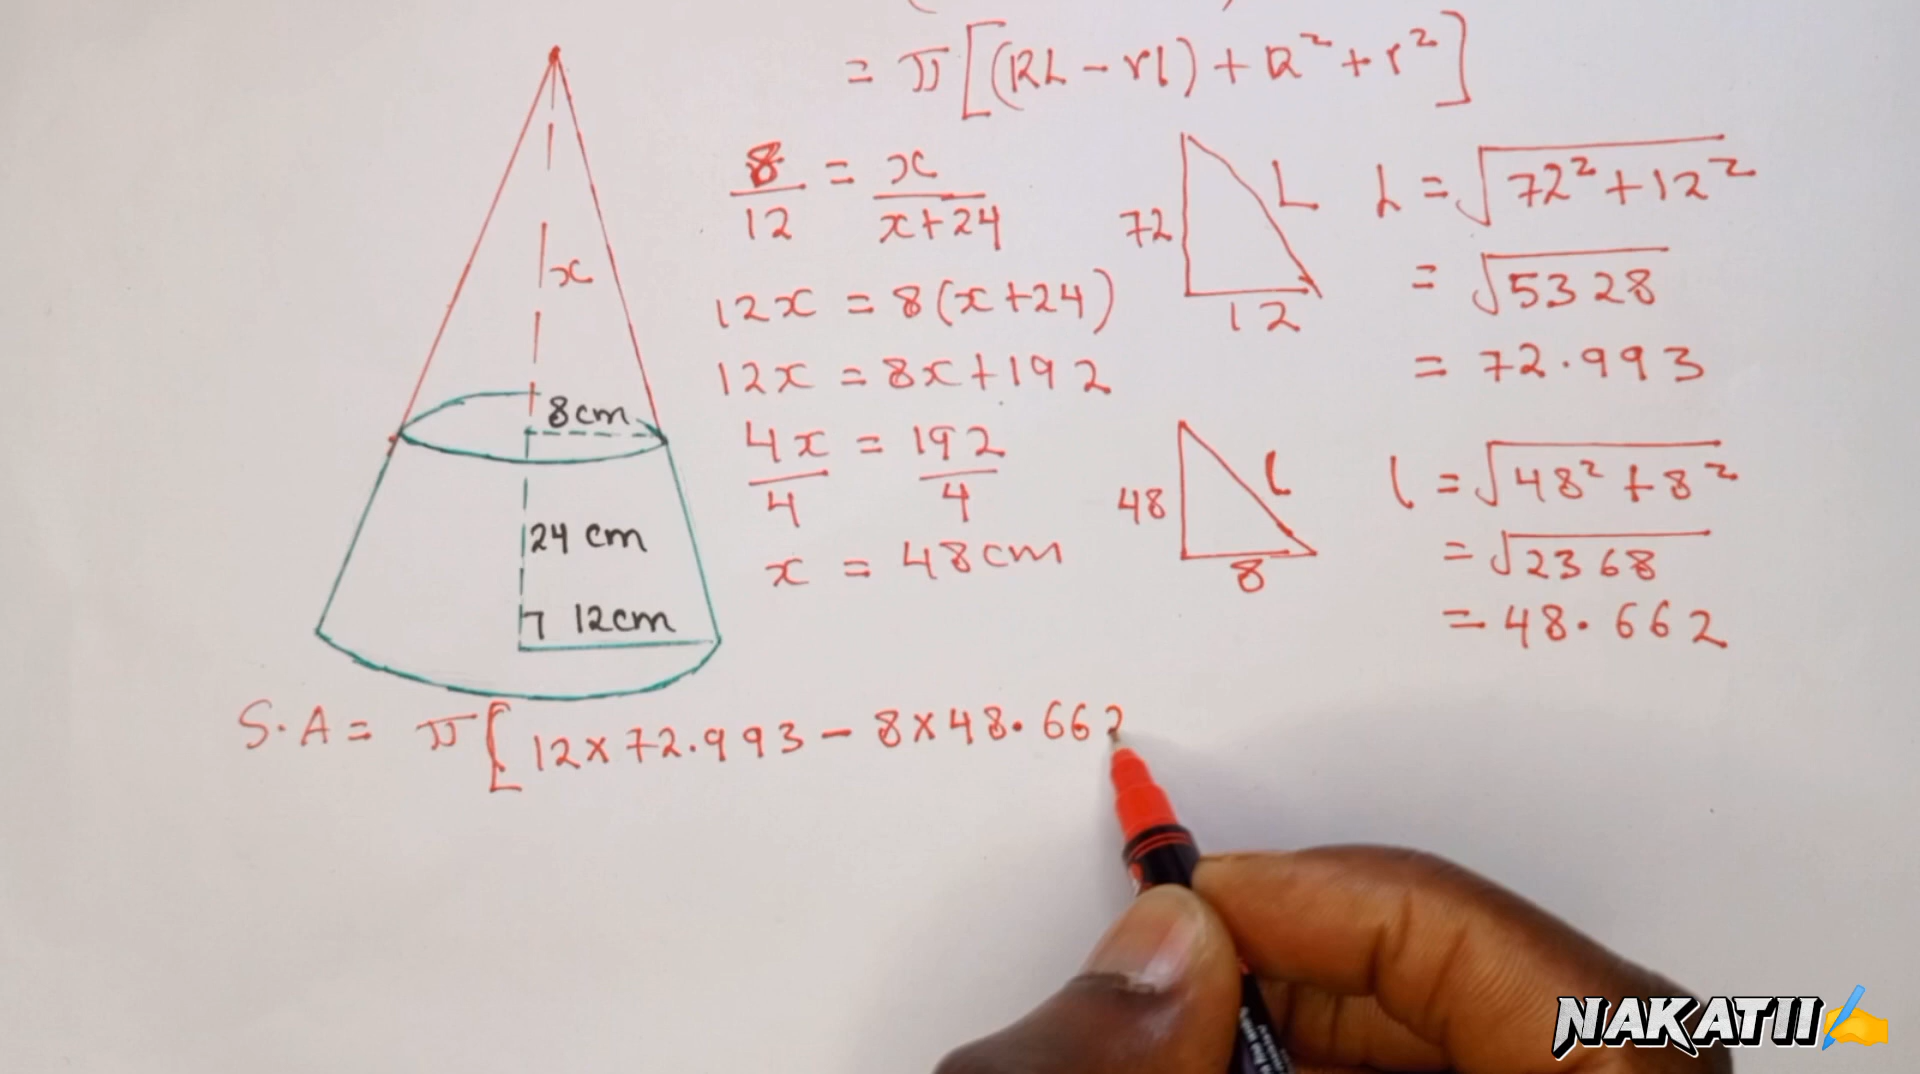 = π[(RL - rl) + R² + r²]
x
8cm
24 cm
12cm
8/12 = x/x+24
12x = 8(x+24)
12x = 8x+192
4x/4 = 192/4
x = 48cm
72
L
12
L = √72²+12²
= √5328
= 72.993
48
l
8
l = √48²+8²
= √2368
= 48.662
S.A = π[12×72.993 - 8×48.662
NAKATII